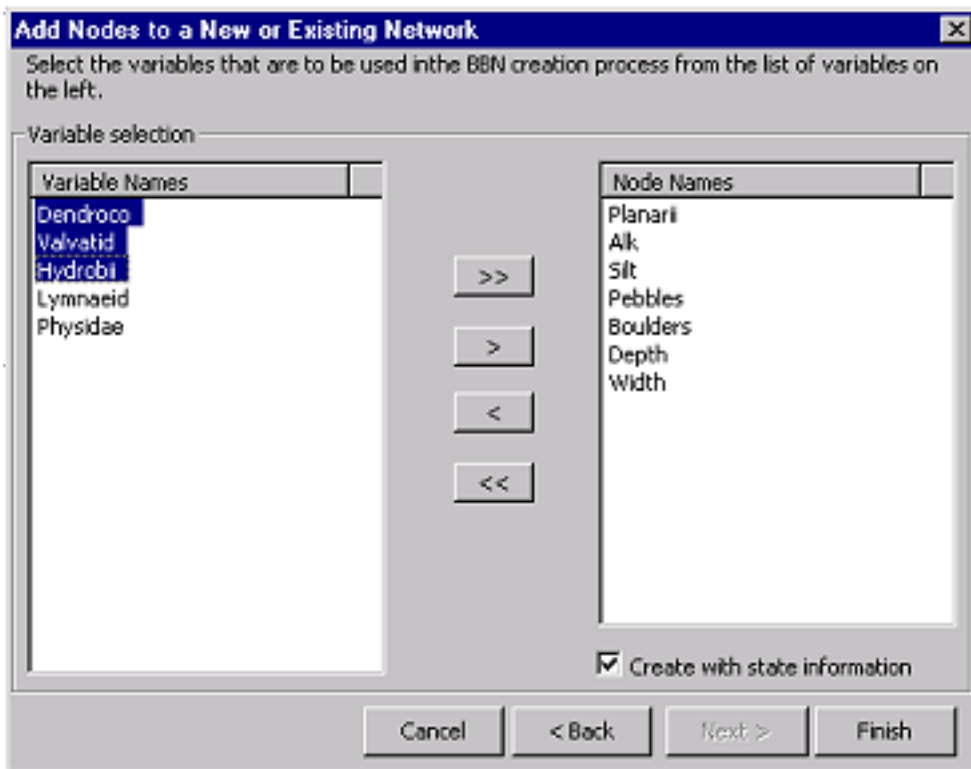 Add Nodes to a New or Existing Network
Select the variables that are to be used inthe BBN creation process from the list of variables on
the left.
Variable selection
Variable Names
Dendroco
Valvatid
Hydrobii
Lymnaeid
Physidae
>>
>
<
<<
Node Names
Planarii
Alk
Silt
Pebbles
Boulders
Depth
Width
Create with state information
Cancel
< Back
Next >
Finish